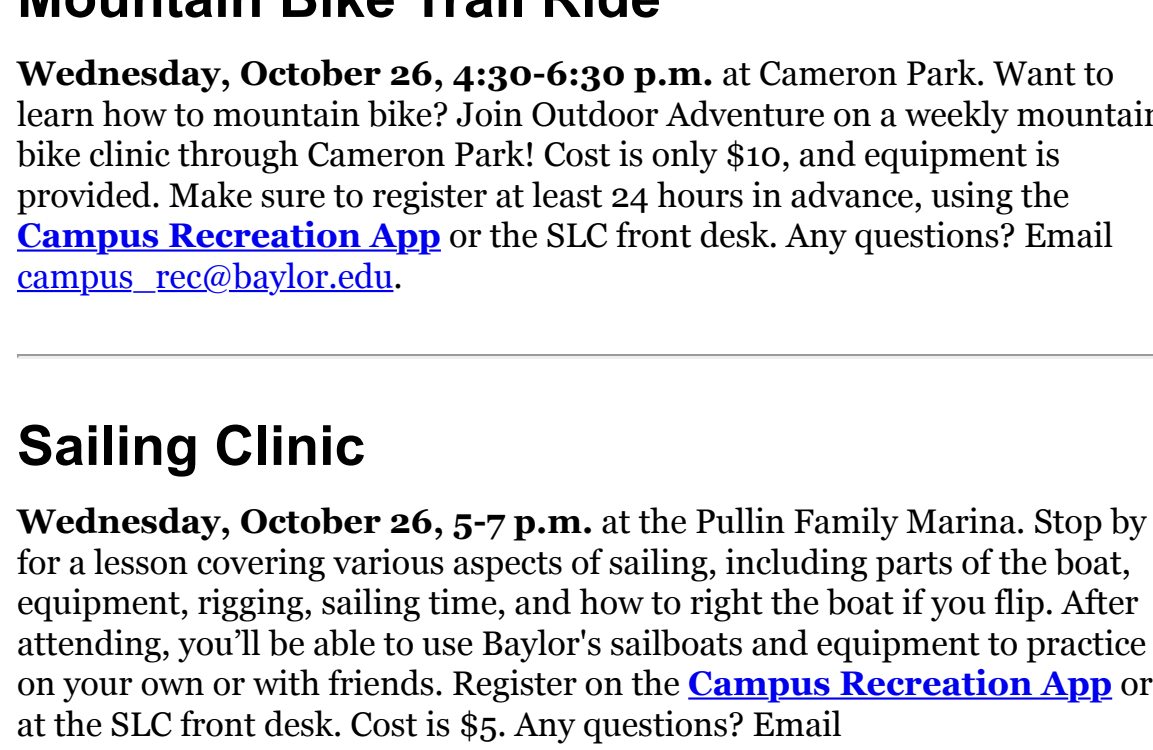 Mountain Bike Trail Ride
Wednesday, October 26, 4:30-6:30 p.m. at Cameron Park. Want to
learn how to mountain bike? Join Outdoor Adventure on a weekly mountain
bike clinic through Cameron Park! Cost is only $10, and equipment is
provided. Make sure to register at least 24 hours in advance, using the
Campus Recreation App or the SLC front desk. Any questions? Email
campus_rec@baylor.edu.
Sailing Clinic
Wednesday, October 26, 5-7 p.m. at the Pullin Family Marina. Stop by
for a lesson covering various aspects of sailing, including parts of the boat,
equipment, rigging, sailing time, and how to right the boat if you flip. After
attending, you’ll be able to use Baylor's sailboats and equipment to practice
on your own or with friends. Register on the Campus Recreation App or
at the SLC front desk. Cost is $5. Any questions? Email